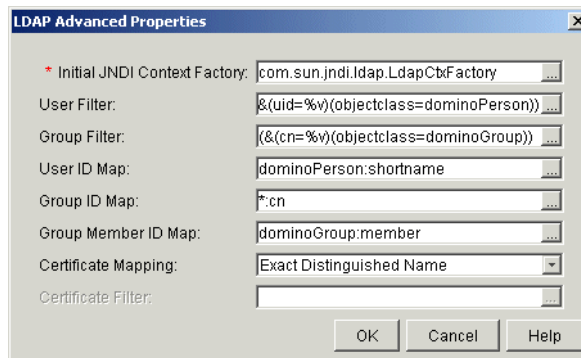 LDAP Advanced Properties
* Initial JNDI Context Factory: com.sun.jndi.ldap.LdapCtxFactory ...
User Filter: &(uid=%v)(objectclass=dominoPerson)) ...
Group Filter: (&(cn=%v)(objectclass=dominoGroup)) ...
User ID Map: dominoPerson:shortname ...
Group ID Map: *:cn ...
Group Member ID Map: dominoGroup:member ...
Certificate Mapping: Exact Distinguished Name
Certificate Filter: ...
OK Cancel Help